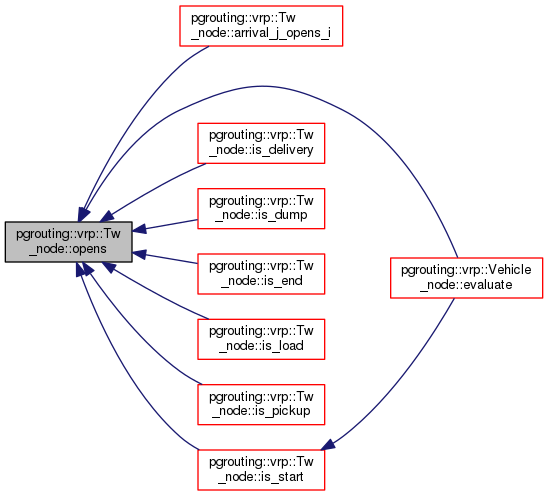 pgrouting::vrp::Tw
_node::arrival_j_opens_i
pgrouting::vrp::Tw
_node::is_delivery
pgrouting::vrp::Tw
_node::is_dump
pgrouting::vrp::Tw
_node::opens
pgrouting::vrp::Tw
_node::is_end
pgrouting::vrp::Vehicle
_node::evaluate
pgrouting::vrp::Tw
_node::is_load
pgrouting::vrp::Tw
_node::is_pickup
pgrouting::vrp::Tw
_node::is_start